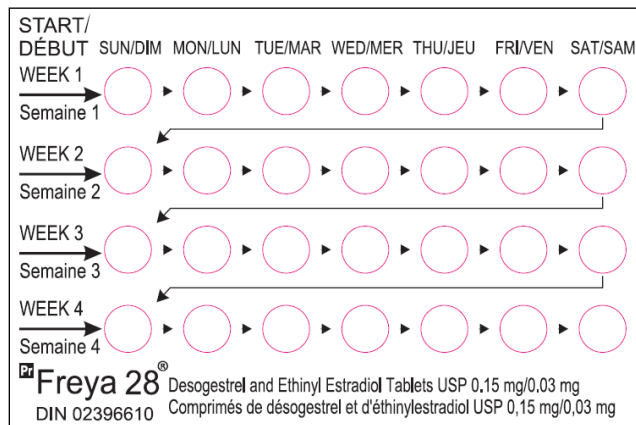 START/
DÉBUT SUN/DIM MON/LUN TUE/MAR WED/MER THU/JEU FRI/VEN SAT/SAM
WEEK 1
Semaine 1
WEEK 2
Semaine 2
WEEK 3
Semaine 3
WEEK 4
Semaine 4
Pr Freya 28®
DIN 02396610
Desogestrel and Ethinyl Estradiol Tablets USP 0.15 mg/0.03 mg
Comprimés de désogestrel et d'éthinylestradiol USP 0,15 mg/0,03 mg